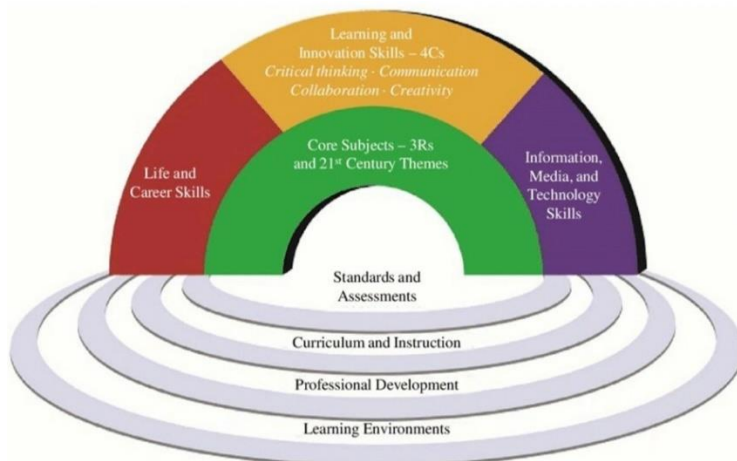 Learning and
Innovation Skills – 4Cs
Critical thinking · Communication
Collaboration · Creativity
Core Subjects – 3Rs
and 21st Century Themes
Life and
Career Skills
Information,
Media, and
Technology
Skills
Standards and
Assessments
Curriculum and Instruction
Professional Development
Learning Environments